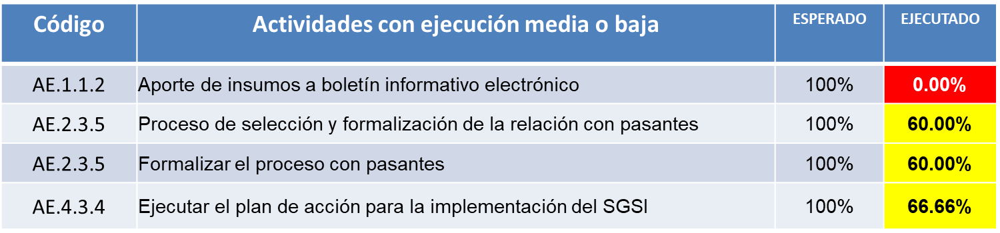 Código Actividades con ejecución media o baja ESPERADO EJECUTADO
AE.1.1.2 Aporte de insumos a boletín informativo electrónico 100% 0.00%
AE.2.3.5 Proceso de selección y formalización de la relación con pasantes 100% 60.00%
AE.2.3.5 Formalizar el proceso con pasantes 100% 60.00%
AE.4.3.4 Ejecutar el plan de acción para la implementación del SGSI 100% 66.66%